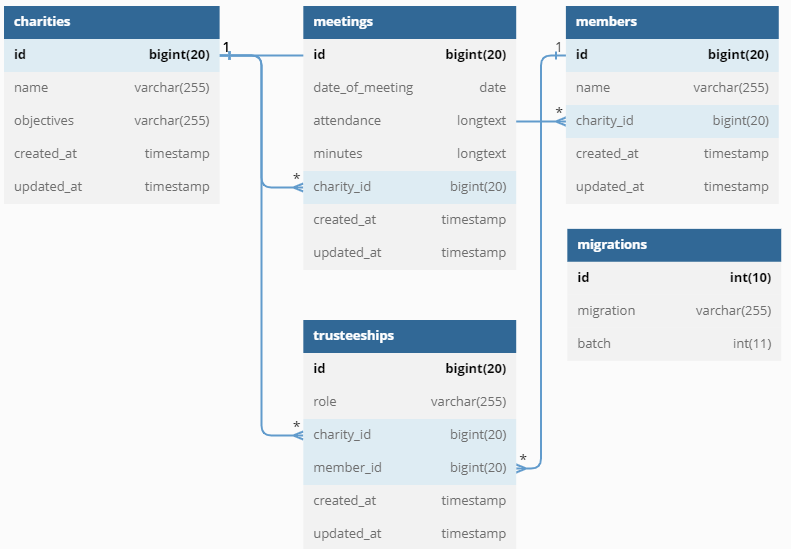 charities
id bigint(20)
name varchar(255)
objectives varchar(255)
created_at timestamp
updated_at timestamp
1
meetings
id bigint(20)
date_of_meeting date
attendance longtext
minutes longtext
* charity_id bigint(20)
created_at timestamp
updated_at timestamp
members
1 id bigint(20)
name varchar(255)
* charity_id bigint(20)
created_at timestamp
updated_at timestamp
migrations
id int(10)
migration varchar(255)
batch int(11)
trusteeships
id bigint(20)
role varchar(255)
* charity_id bigint(20)
member_id bigint(20) *
created_at timestamp
updated_at timestamp